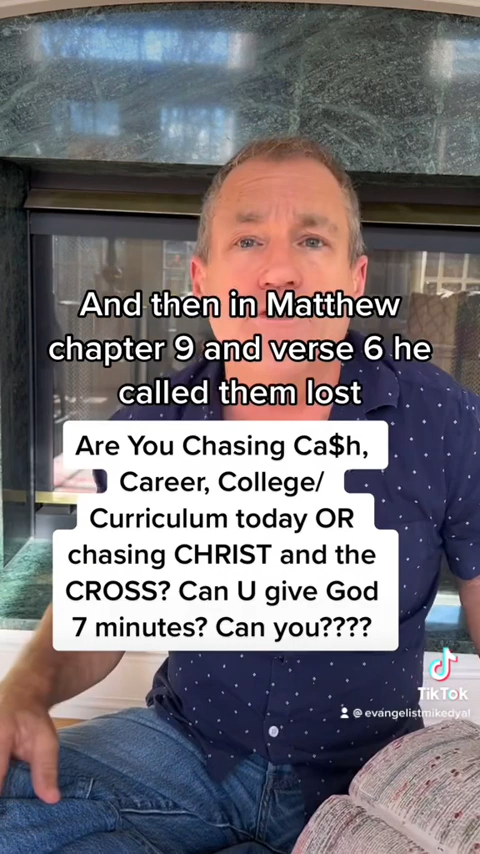 And then in Matthew
chapter 9 and verse 6 he
called them lost
Are You Chasing Ca$h,
Career, College/
Curriculum today OR
chasing CHRIST and the
CROSS? Can U give God
7 minutes? Can you????
TikTok
@evangelistmikedyal